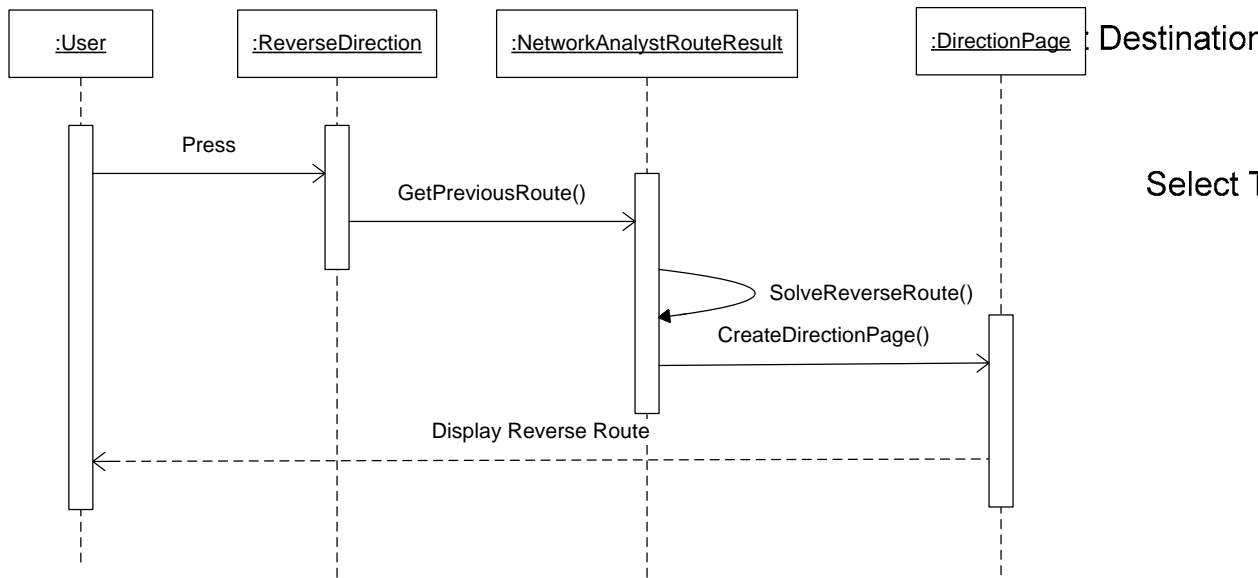 :User
:ReverseDirection
:NetworkAnalystRouteResult
:DirectionPage
: Destination
Press
Select
GetPreviousRoute()
SolveReverseRoute()
CreateDirectionPage()
Display Reverse Route